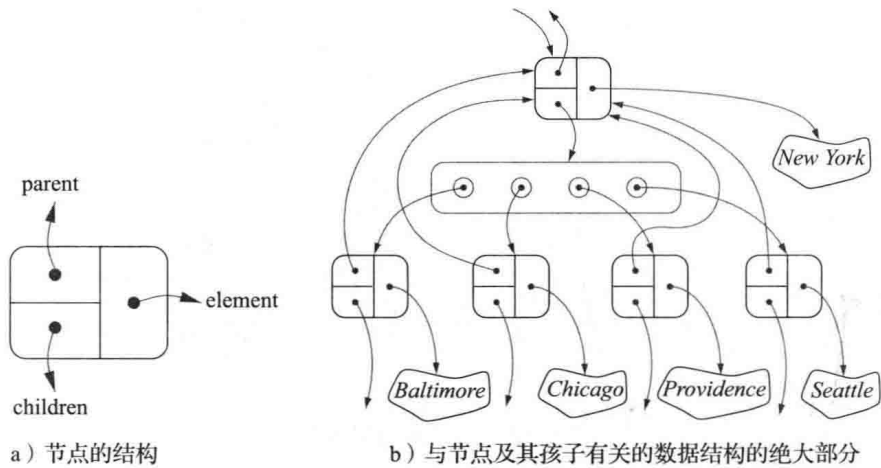 parent
element
children
a）节点的结构
New York
Baltimore
Chicago
Providence
Seattle
b）与节点及其孩子有关的数据结构的绝大部分